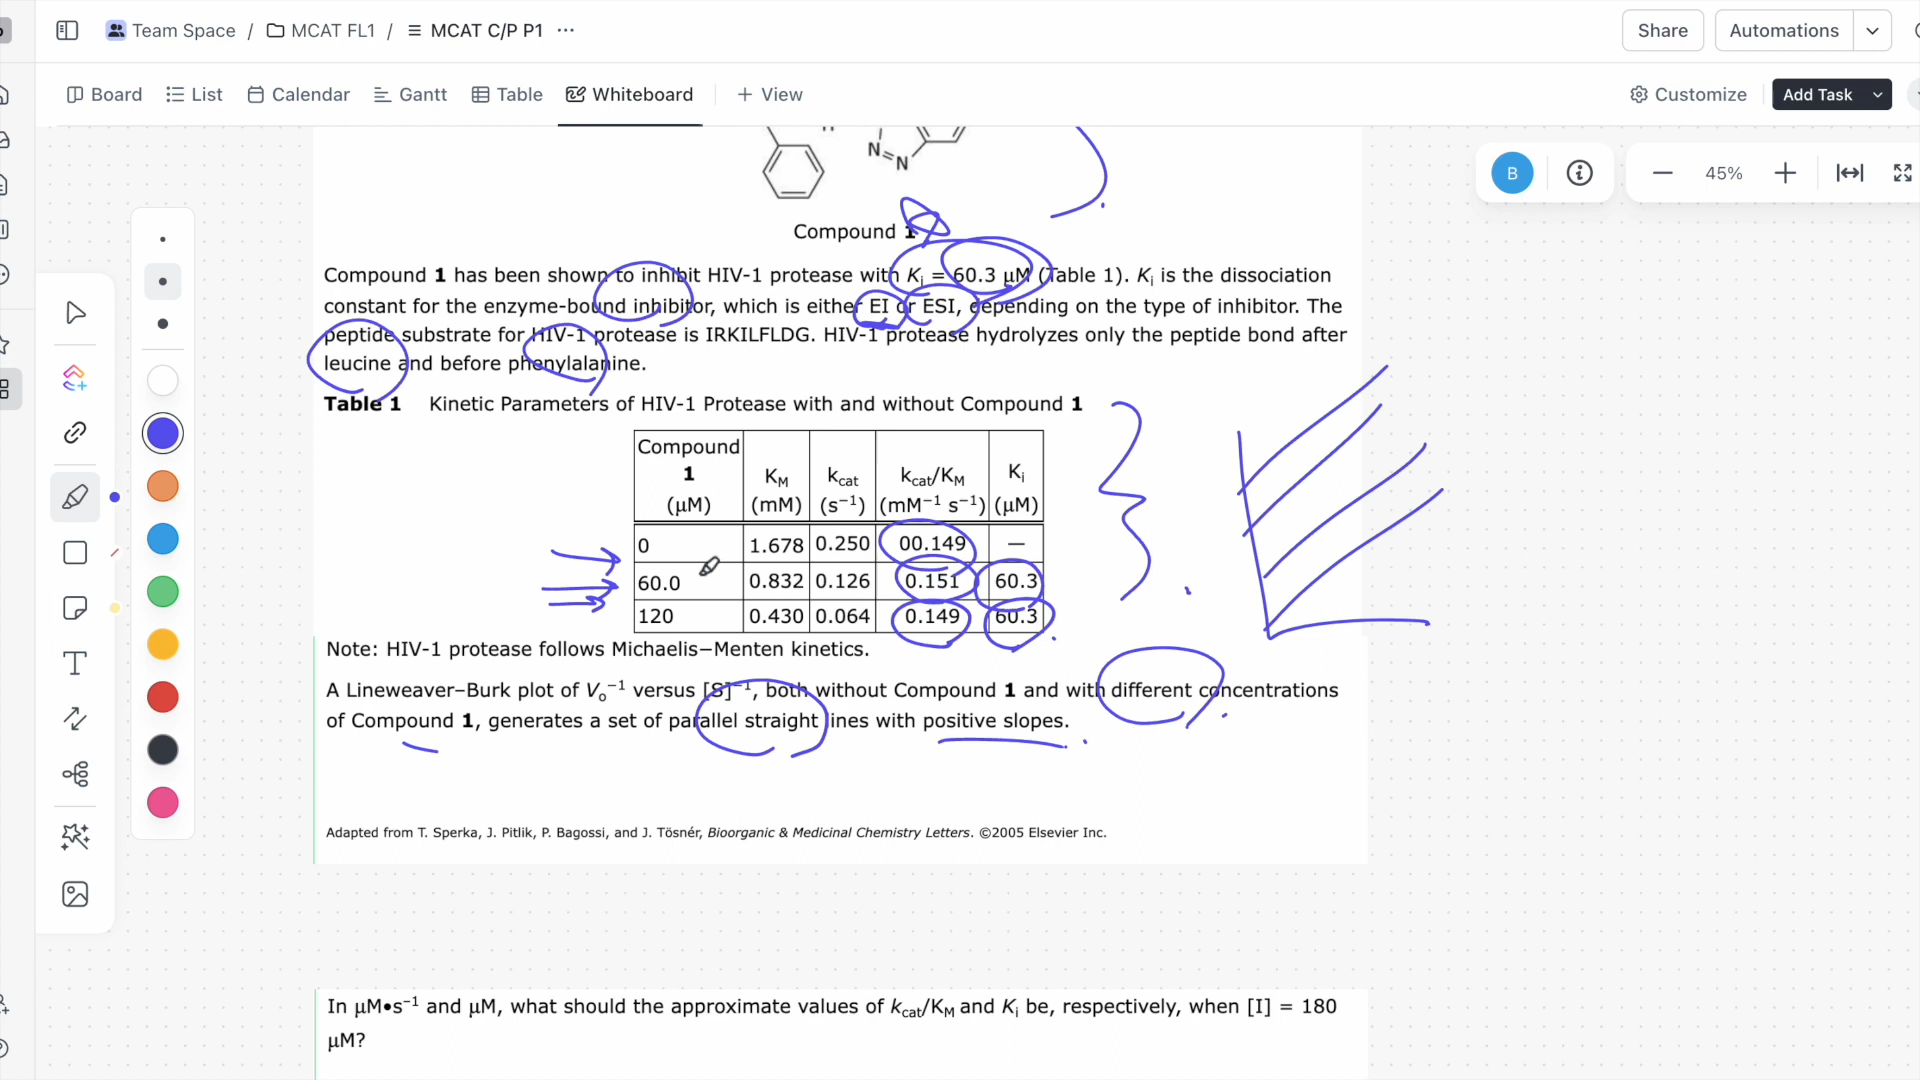 Team Space / MCAT FL1 / MCAT C/P P1 ···
Share
Automations
Board List Calendar Gantt Table Whiteboard + View
Customize
Add Task
B
45%
N=N
H
Compound 1
Compound 1 has been shown to inhibit HIV-1 protease with Ki = 60.3 μM (Table 1). Ki is the dissociation
constant for the enzyme-bound inhibitor, which is either EI or ESI, depending on the type of inhibitor. The
peptide substrate for HIV-1 protease is IRKILFLDG. HIV-1 protease hydrolyzes only the peptide bond after
leucine and before phenylalanine.
Table 1 Kinetic Parameters of HIV-1 Protease with and without Compound 1
Compound 1 (μM) KM (mM) kcat (s⁻¹) kcat/KM (mM⁻¹ s⁻¹) Ki (μM)
0 1.678 0.250 00.149 —
60.0 0.832 0.126 0.151 60.3
120 0.430 0.064 0.149 60.3
Note: HIV-1 protease follows Michaelis−Menten kinetics.
A Lineweaver–Burk plot of Vo⁻¹ versus [S]⁻¹, both without Compound 1 and with different concentrations
of Compound 1, generates a set of parallel straight lines with positive slopes.
Adapted from T. Sperka, J. Pitlik, P. Bagossi, and J. Tösnér, Bioorganic & Medicinal Chemistry Letters. ©2005 Elsevier Inc.
In μM•s⁻¹ and μM, what should the approximate values of kcat/KM and Ki be, respectively, when [I] = 180
μM?